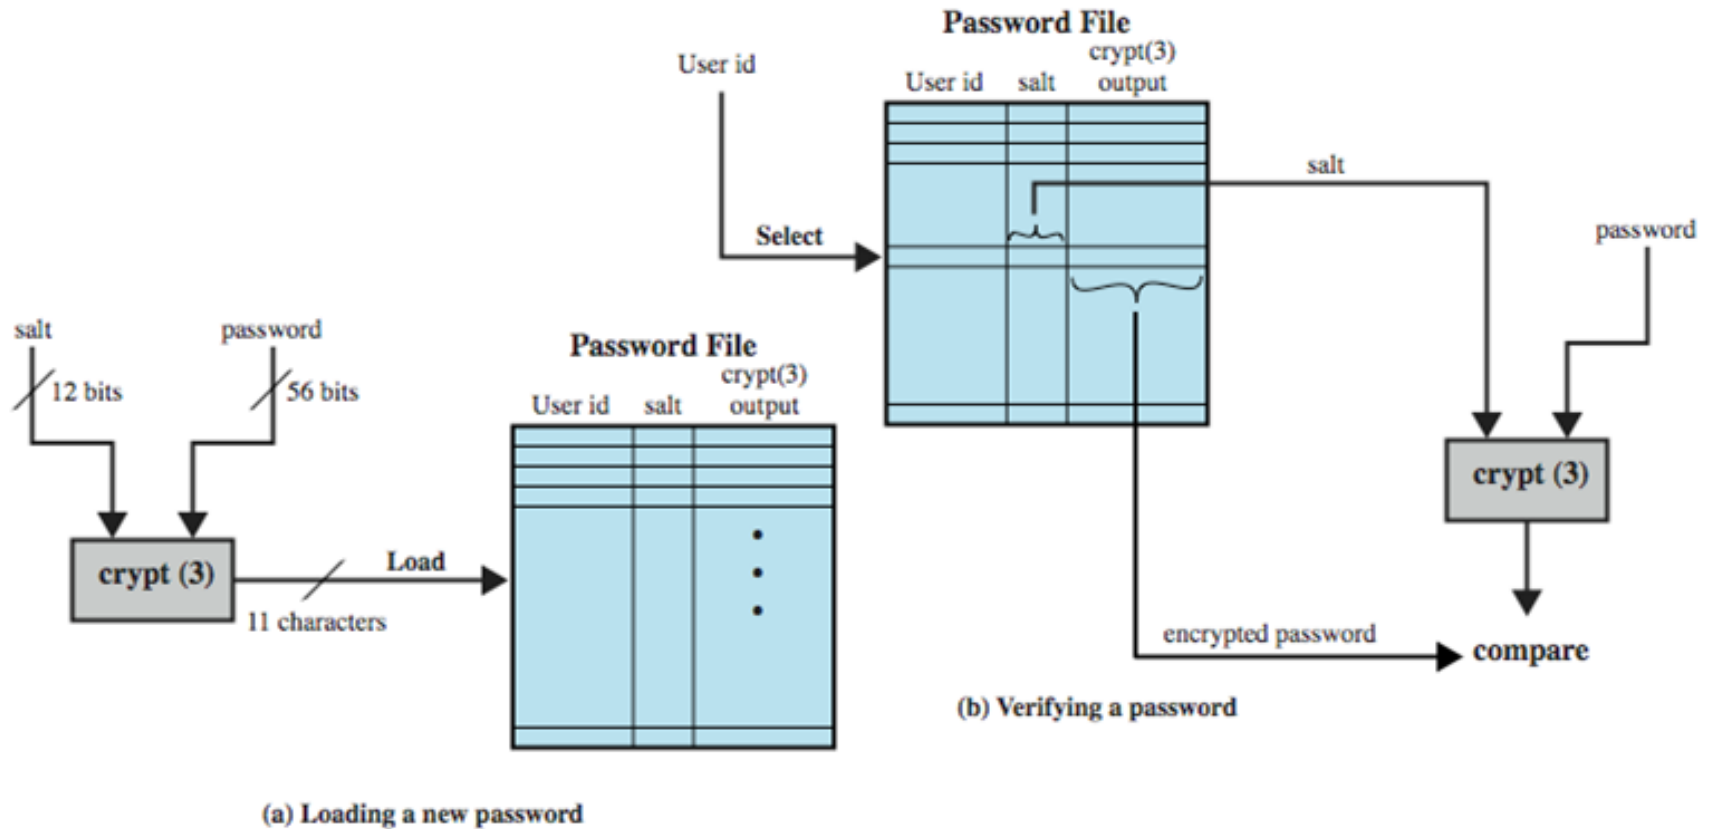 Password File
crypt(3)
User id salt output
User id
Select
salt
password
crypt (3)
encrypted password
compare
(b) Verifying a password
salt
password
12 bits
56 bits
crypt (3)
11 characters
Load
Password File
crypt(3)
User id salt output
(a) Loading a new password